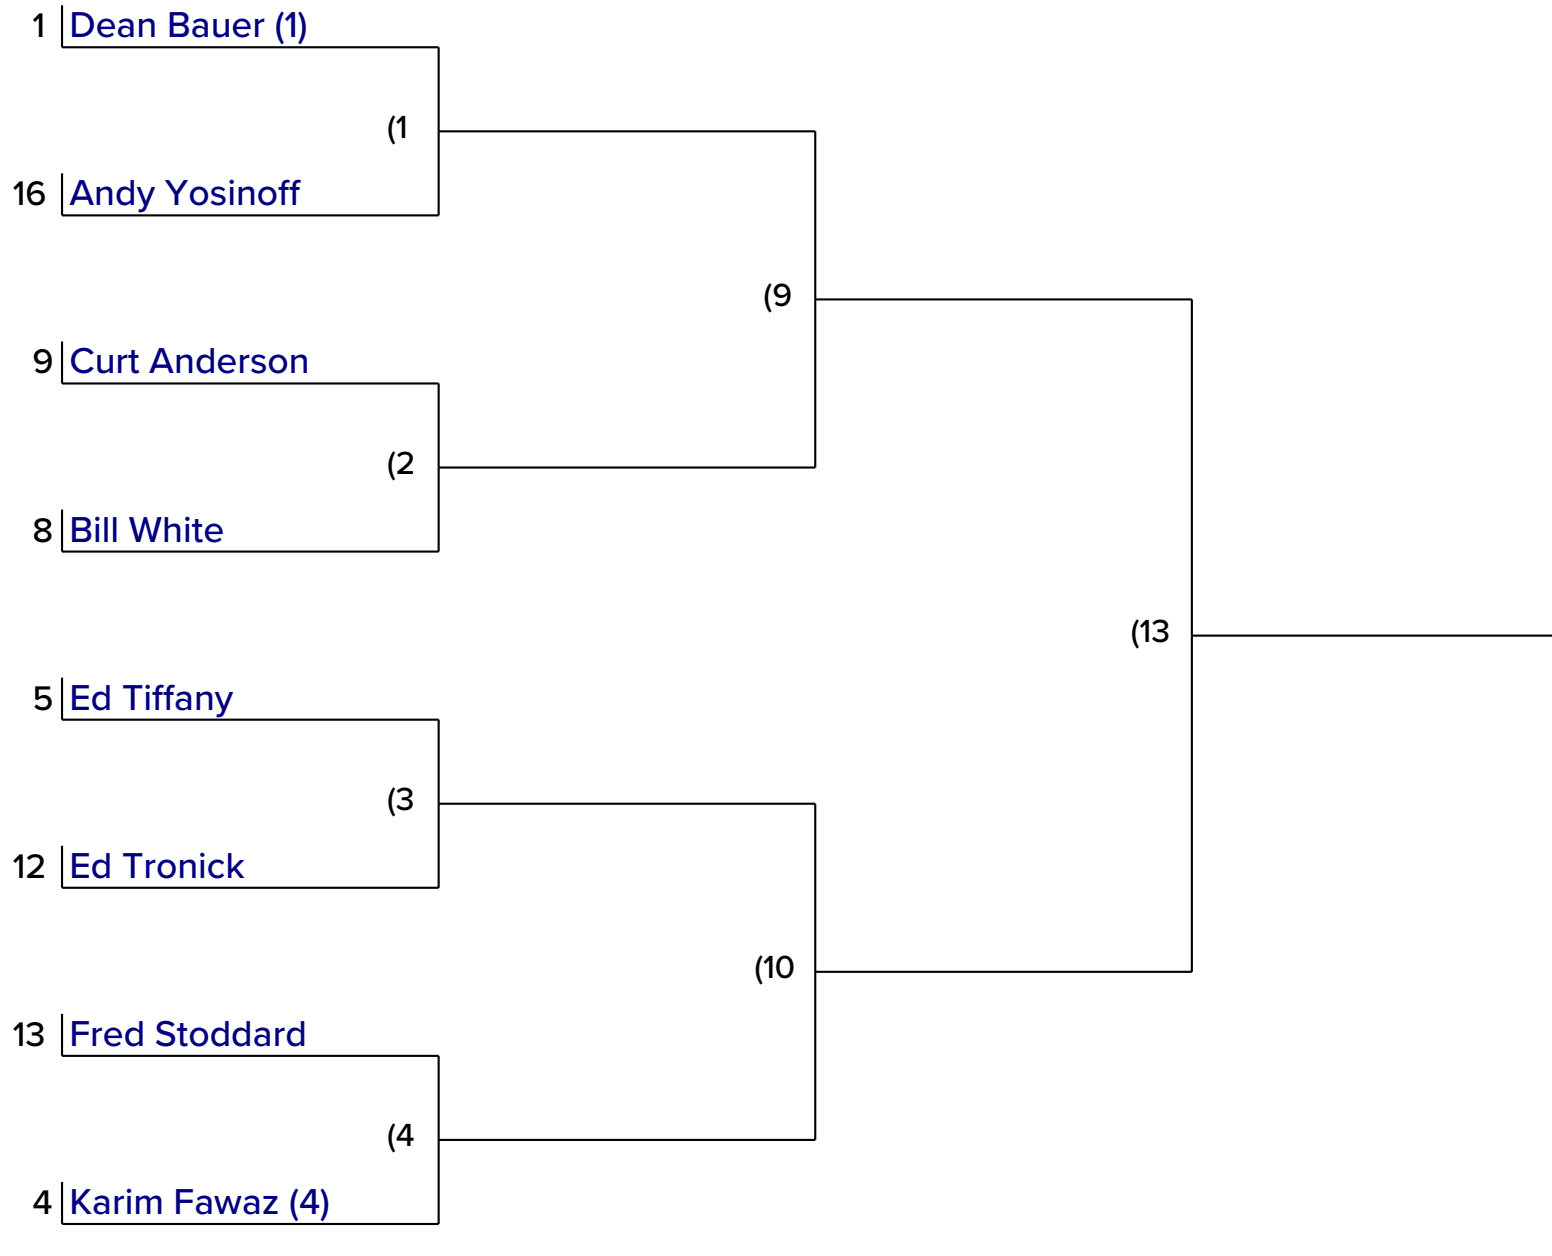 1 Dean Bauer (1)
(1
16 Andy Yosinoff
(9
9 Curt Anderson
(2
8 Bill White
(13
5 Ed Tiffany
(3
12 Ed Tronick
(10
13 Fred Stoddard
(4
4 Karim Fawaz (4)